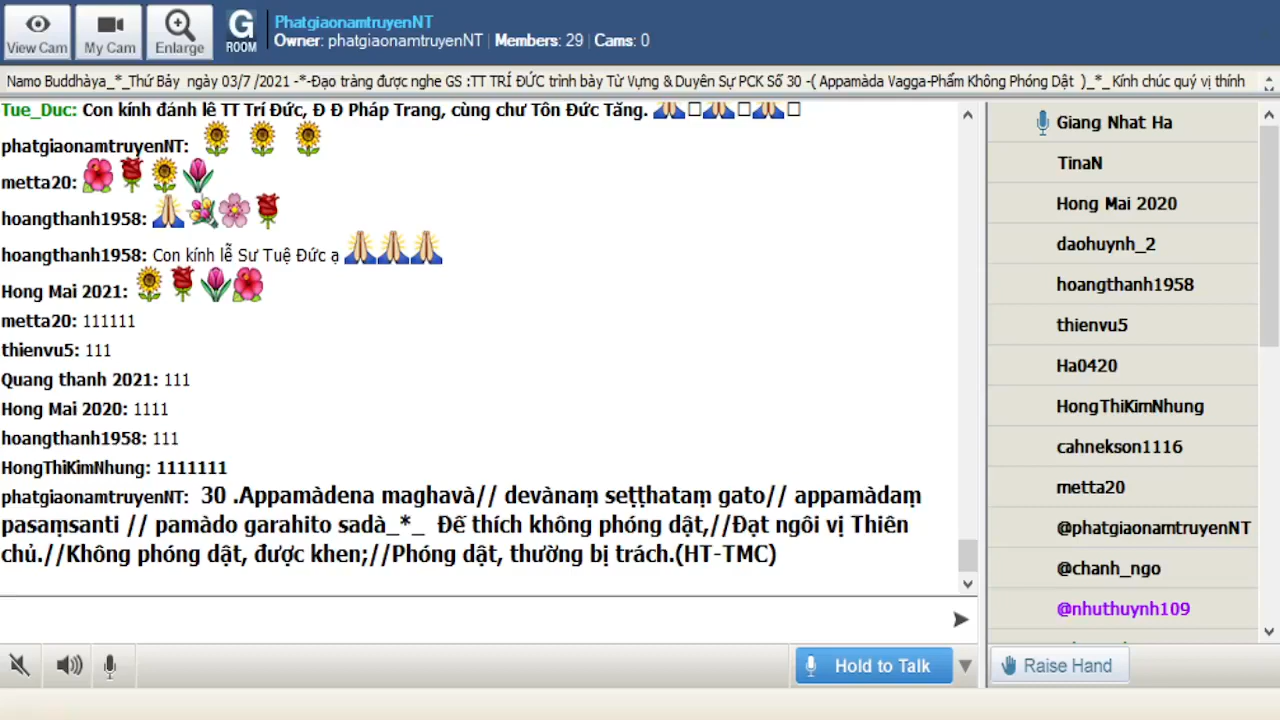 View Cam
My Cam
Enlarge
G
ROOM
PhatgiaonamtruyenNT
Owner: phatgiaonamtruyenNT | Members: 29 | Cams: 0
Namo Buddhàya_*_Thứ Bảy ngày 03/7 /2021 -*-Đạo tràng được nghe GS :TT TRÍ ĐỨC trình bày Từ Vựng & Duyên Sự PCK Số 30 -( Appamàda Vagga-Phẩm Không Phóng Dật )_*_ Kính chúc quý vị thính
Tue_Duc: Con kính đánh lê TT Trí Đức, Đ Đ Pháp Trang, cùng chư Tôn Đức Tăng.
phatgiaonamtruyenNT:
metta20:
hoangthanh1958:
hoangthanh1958: Con kính lễ Sư Tuệ Đức ạ
Hong Mai 2021:
metta20: 111111
thienvu5: 111
Quang thanh 2021: 111
Hong Mai 2020: 1111
hoangthanh1958: 111
HongThiKimNhung: 1111111
phatgiaonamtruyenNT: 30 .Appamàdena maghavà// devànaṃ seṭṭhataṃ gato// appamàdaṃ
pasaṃsanti // pamàdo garahito sadà_*_ Đế thích không phóng dật,//Đạt ngôi vị Thiên
chủ.//Không phóng dật, được khen;//Phóng dật, thường bị trách.(HT-TMC)
Hold to Talk
Giang Nhat Ha
TinaN
Hong Mai 2020
daohuynh_2
hoangthanh1958
thienvu5
Ha0420
HongThiKimNhung
cahnekson1116
metta20
@phatgiaonamtruyenNT
@chanh_ngo
@nhuthuynh109
Raise Hand